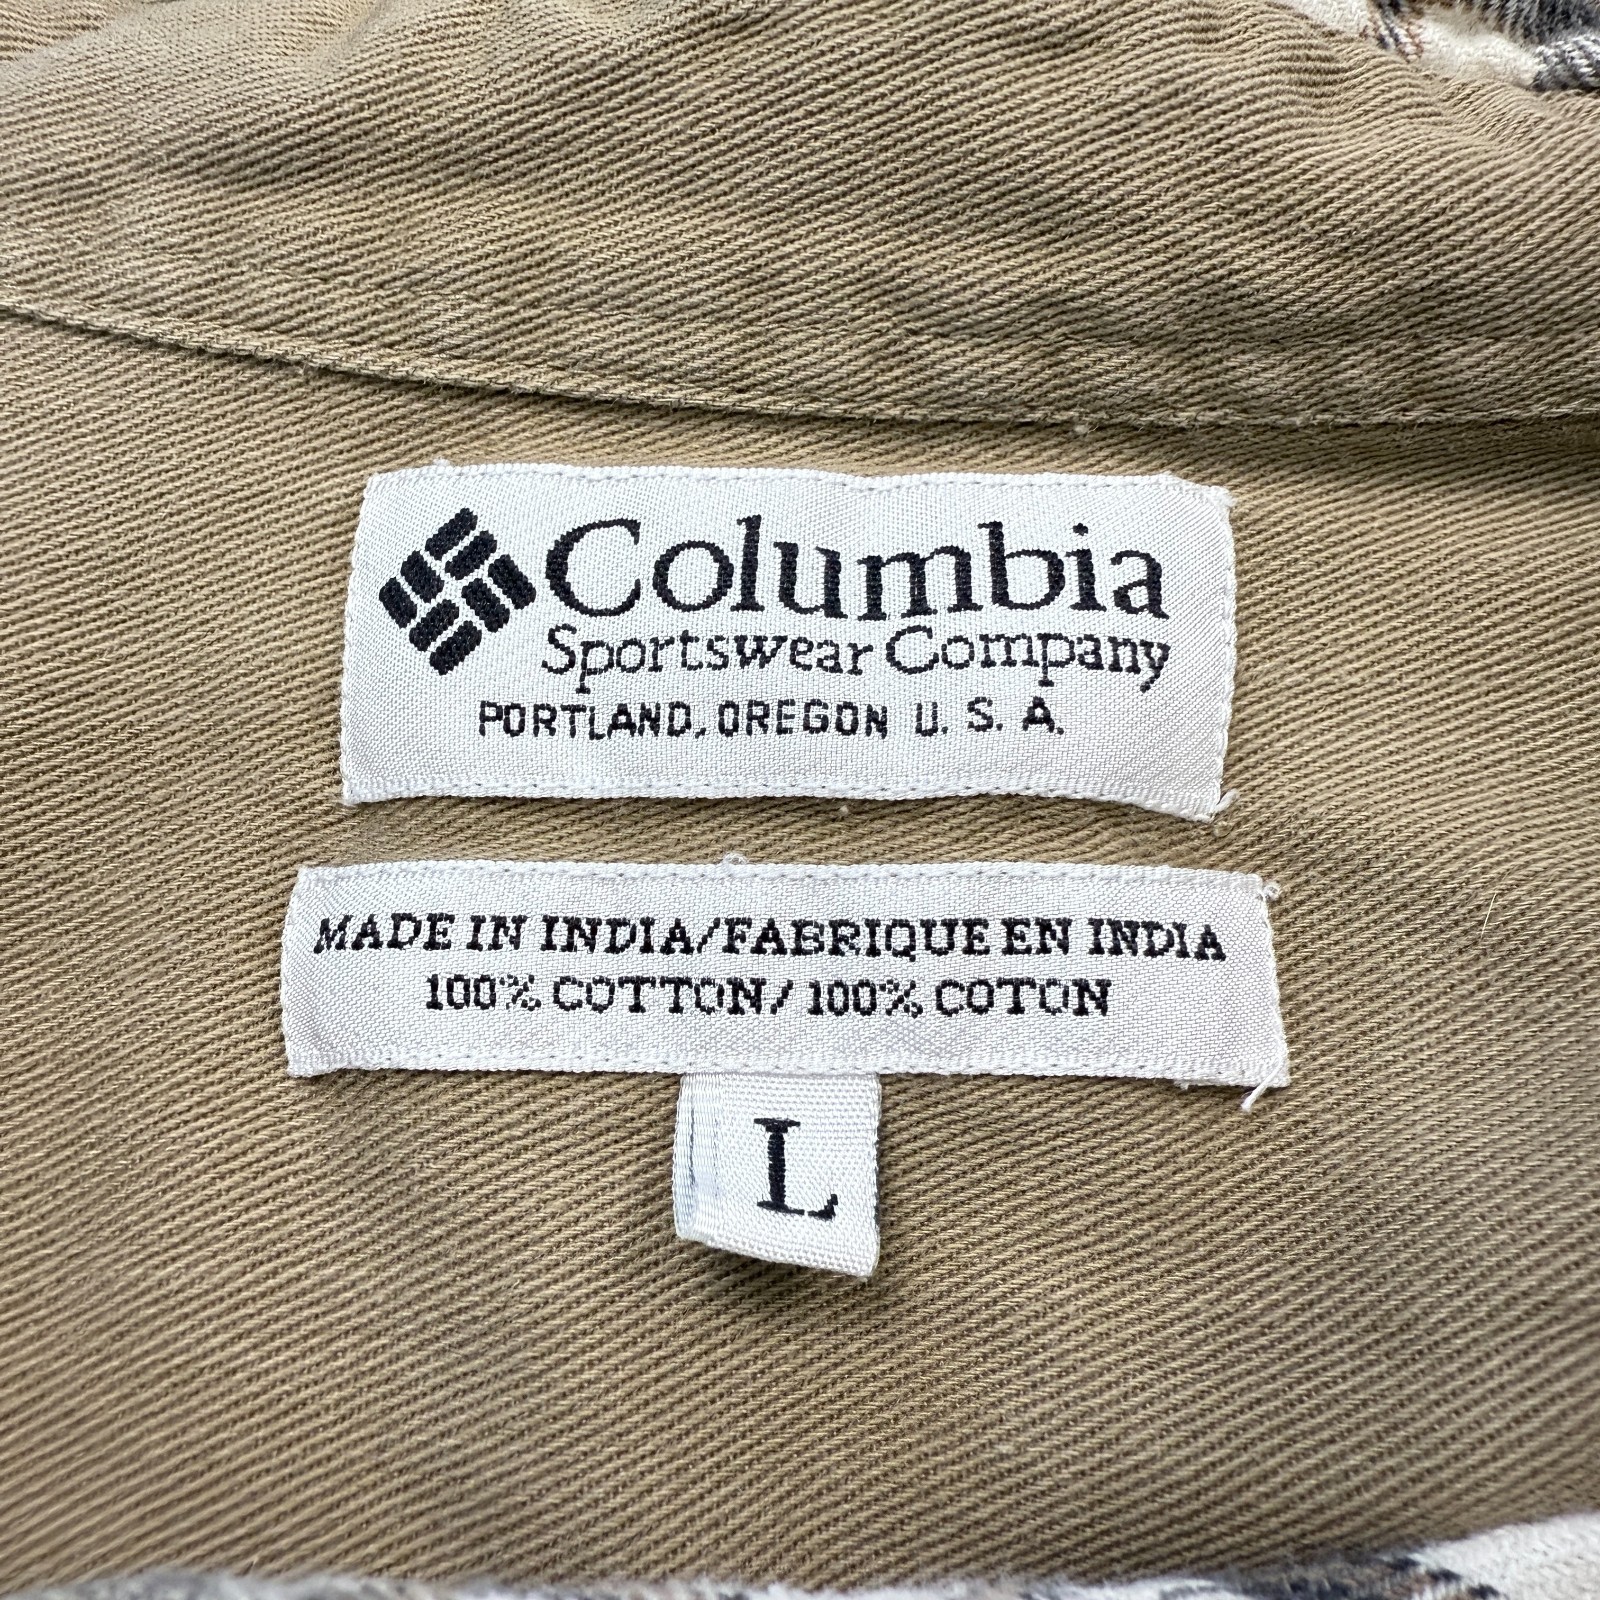 Columbia
Sportswear Company
PORTLAND, OREGON U. S. A.
MADE IN INDIA/FABRIQUE EN INDIA
100% COTTON/ 100% COTON
L